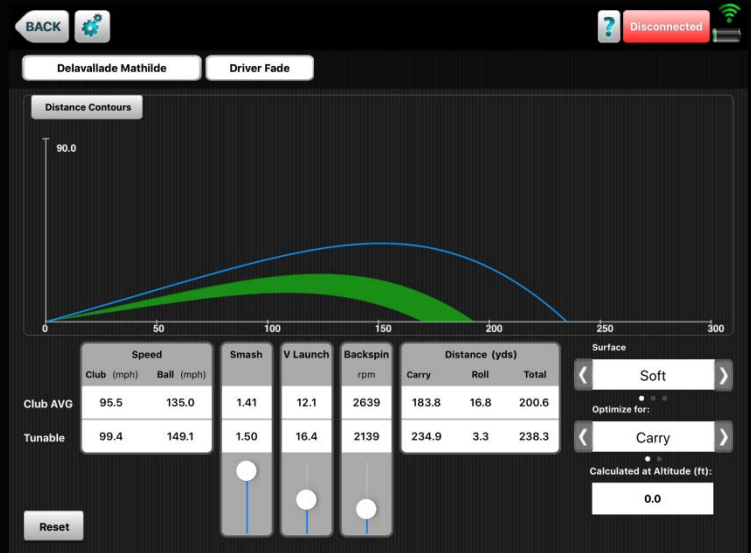 BACK
?
Disconnected
Delavallade Mathilde
Driver Fade
Distance Contours
90.0
0 50 100 150 200 250 300
Speed Smash V Launch Backspin Distance (yds)
Club (mph) Ball (mph) rpm Carry Roll Total
Club AVG 95.5 135.0 1.41 12.1 2639 183.8 16.8 200.6
Tunable 99.4 149.1 1.50 16.4 2139 234.9 3.3 238.3
Surface
Soft
Optimize for:
Carry
Calculated at Altitude (ft):
0.0
Reset